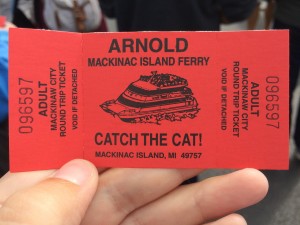 096597
ADULT
MACKINAW CITY
ROUND TRIP TICKET
VOID IF DETACHED
ARNOLD
MACKINAC ISLAND FERRY
CATCH THE CAT!
MACKINAC ISLAND, MI 49757
VOID IF DETACHED
ADULT
MACKINAW CITY
ROUND TRIP TICKET
096597